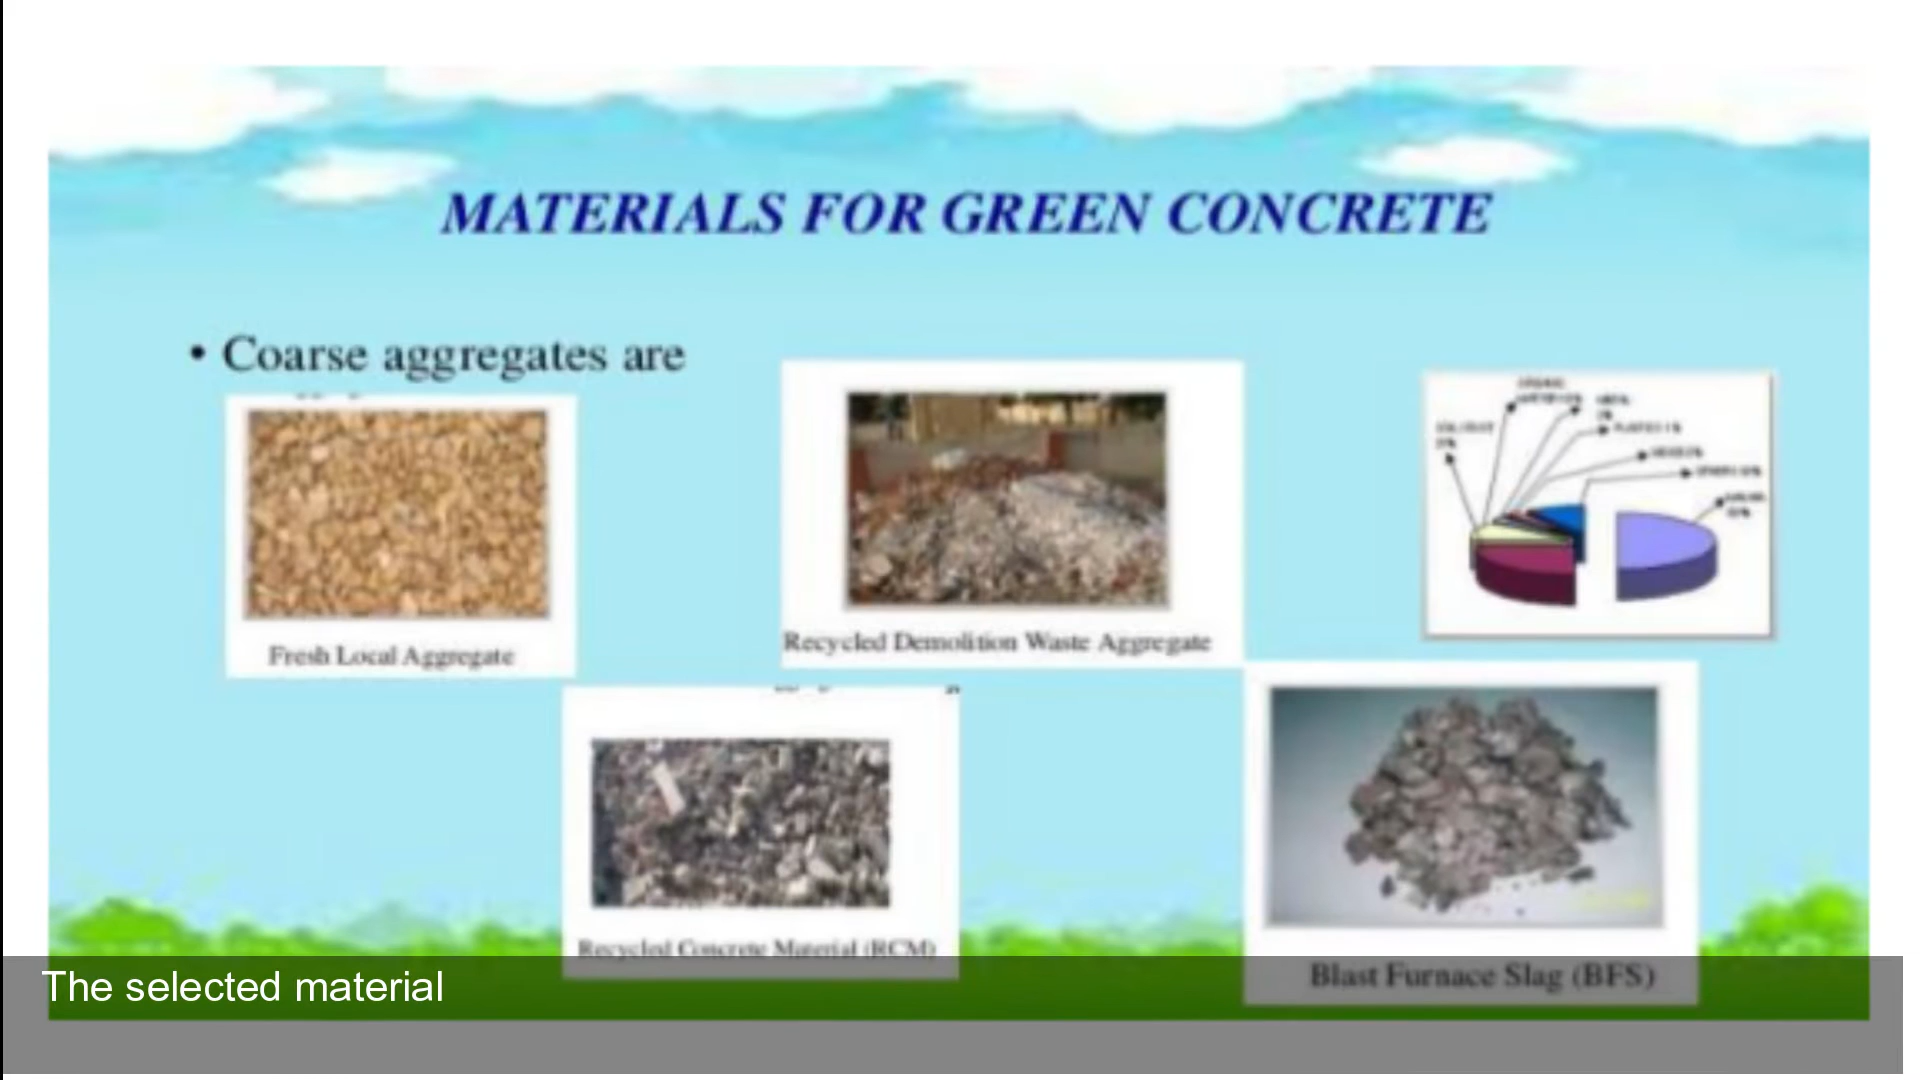 MATERIALS FOR GREEN CONCRETE
• Coarse aggregates are
Fresh Local Aggregate
Recycled Demolition Waste Aggregate
Recycled Concrete Material (RCM)
Blast Furnace Slag (BFS)
The selected material